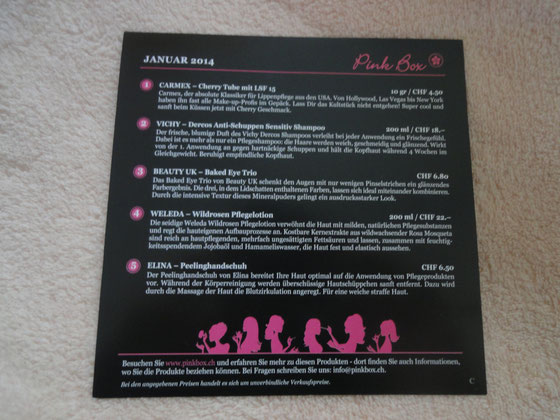 JANUAR 2014
Pink Box
1 CARMEX – Cherry Tube mit LSF 15 10 gr / CHF 4.50
Carmex, der absolute Klassiker für Lippenpflege aus den USA. Von Hollywood, Las Vegas bis New York
haben ihn fast alle Make-up-Profis im Gepäck. Lass Dir das Kultstück nicht entgehen! Super cool und
sanft beim Küssen jetzt mit Cherry Geschmack.
2 VICHY – Dercos Anti-Schuppen Sensitiv Shampoo 200 ml / CHF 18.–
Der frische, blumige Duft des Vichy Dercos Shampoos verleiht bei jeder Anwendung ein Frischegefühl.
Dabei ist es mehr als nur ein Pflegeshampoo: die Haare werden weich, geschmeidig und glänzend. Wirkt
von der 1. Anwendung an gegen hartnäckige Schuppen und hält die Kopfhaut während 4 Wochen im
Gleichgewicht. Beruhigt empfindliche Kopfhaut.
3 BEAUTY UK – Baked Eye Trio CHF 6.80
Das Baked Eye Trio von Beauty UK schenkt den Augen mit nur wenigen Pinselstrichen ein glänzendes
Farbergebnis. Die drei, in dem Lidschatten enthaltenen Farben, lassen sich ideal miteinander kombinieren.
Durch die intensive Textur dieses Mineralpuders gelingt ein ausdrucksstarker Look.
4 WELEDA – Wildrosen Pflegelotion 200 ml / CHF 22.–
Die seidige Weleda Wildrosen Pflegelotion verwöhnt die Haut mit milden, natürlichen Pflegesubstanzen
und regt die hauteigenen Aufbauprozesse an. Kostbare Kernextrakte aus wildwachsender Rosa Mosqueta
sind reich an hautpflegenden, mehrfach ungesättigten Fettsäuren und lassen, zusammen mit feuchtig-
keitsspendendem Jojobaöl und Hamameliswasser, die Haut fest und elastisch aussehen.
5 ELINA – Peelinghandschuh CHF 6.50
Der Peelinghandschuh von Elina bereitet Ihre Haut optimal auf die Anwendung von Pflegeprodukten
vor. Während der Körperreinigung werden überschüssige Hautschüppchen sanft entfernt. Dazu wird
durch die Massage der Haut die Blutzirkulation angeregt. Für eine weiche straffe Haut.
Besuchen Sie www.pinkbox.ch und erfahren Sie mehr zu diesen Produkten - dort finden Sie auch Informationen,
wo Sie die Produkte beziehen können. Bei Fragen schreiben Sie uns: info@pinkbox.ch.
Bei den angegebenen Preisen handelt es sich um unverbindliche Verkaufspreise.
C